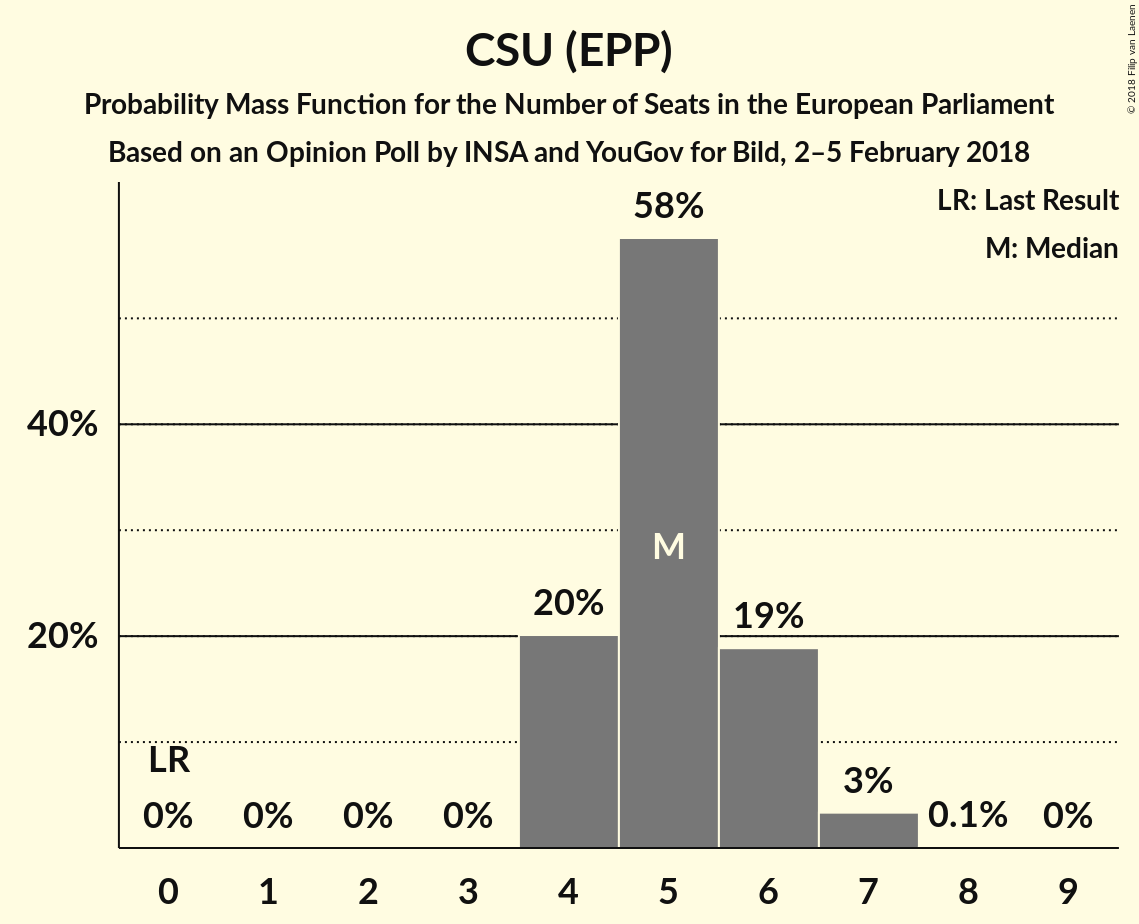 CSU (EPP)
Probability Mass Function for the Number of Seats in the European Parliament
Based on an Opinion Poll by INSA and YouGov for Bild, 2–5 February 2018
© 2018 Filip van Laenen
LR: Last Result
M: Median
58%
40%
M
20%
19%
20%
LR
3%
0% 0% 0% 0% 0.1% 0%
0 1 2 3 4 5 6 7 8 9